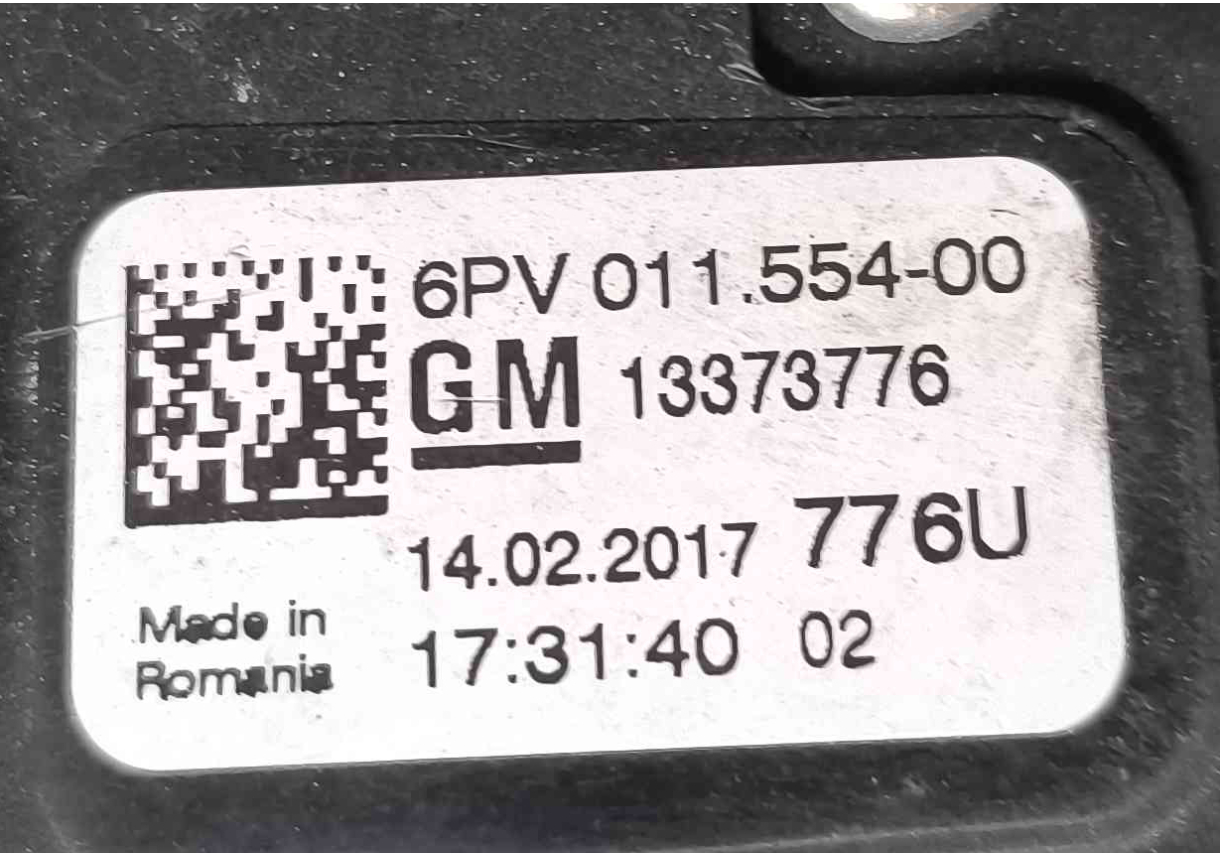 6PV 011.554-00
GM 13373776
14.02.2017 776U
17:31:40 02
Made in
Romania